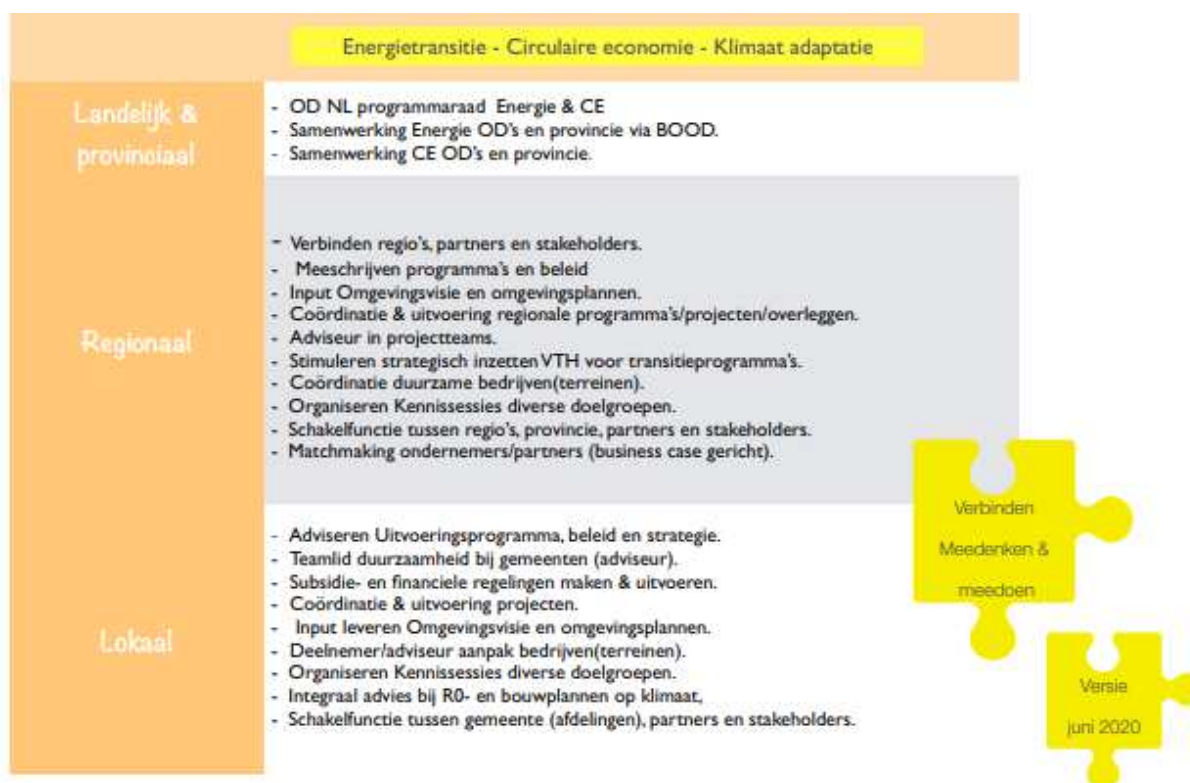 Energietransitie - Circulaire economie - Klimaat adaptatie
Landelijk &
provinciaal
- OD NL programmaraad Energie & CE
- Samenwerking Energie OD's en provincie via BOOD.
- Samenwerking CE OD's en provincie.
Regionaal
- Verbinden regio's, partners en stakeholders.
- Meeschrijven programma's en beleid
- Input Omgevingsvisie en omgevingsplannen.
- Coördinatie & uitvoering regionale programma's/projecten/overleggen.
- Adviseur in projectteams.
- Stimuleren strategisch inzetten VTH voor transitieprogramma's.
- Coördinatie duurzame bedrijven(terreinen).
- Organiseren Kennissessies diverse doelgroepen.
- Schakelfunctie tussen regio's, provincie, partners en stakeholders.
- Matchmaking ondernemers/partners (business case gericht).
Lokaal
- Adviseren Uitvoeringsprogramma, beleid en strategie.
- Teamlid duurzaamheid bij gemeenten (adviseur).
- Subsidie- en financiele regelingen maken & uitvoeren.
- Coördinatie & uitvoering projecten.
- Input leveren Omgevingsvisie en omgevingsplannen.
- Deelnemer/adviseur aanpak bedrijven(terreinen).
- Organiseren Kennissessies diverse doelgroepen.
- Integraal advies bij R0- en bouwplannen op klimaat,
- Schakelfunctie tussen gemeente (afdelingen), partners en stakeholders.
Verbinden
Meedenken &
meedoen
Versie
juni 2020